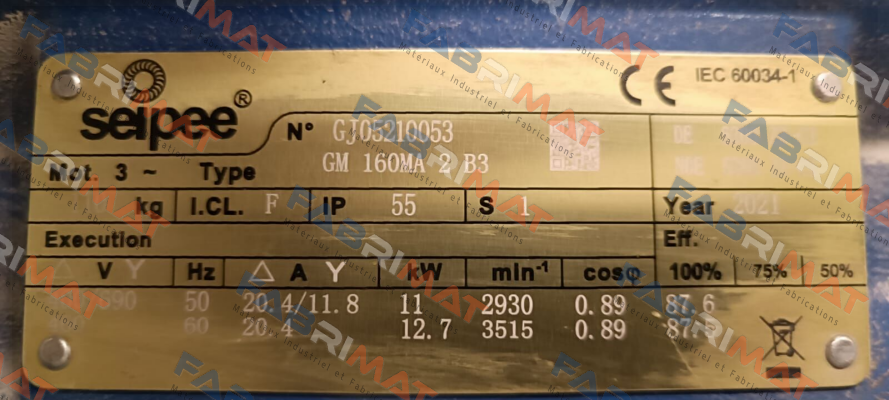 CE IEC 60034-1
seipee®
N° GJ05210053
Mot. 3 ~ Type GM 160MA 2 B3
kg I.CL. F IP 55 S 1 Year 2021
Execution Eff.
△ V Y Hz △ A Y kW min-1 cosφ 100% 75% 50%
50 20.4/11.8 11 2930 0.89 87.6
60 20.4 12.7 3515 0.89
FABRIMAT
Matériaux Industriel et Fabrications